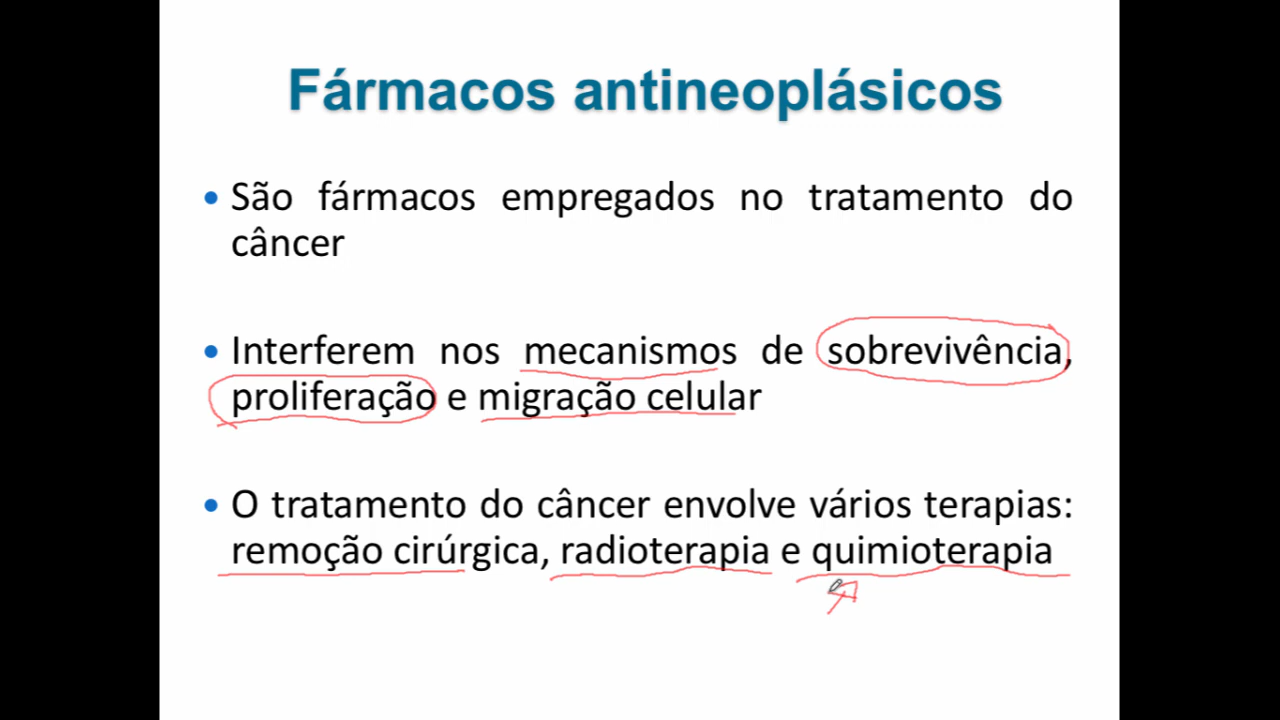 Fármacos antineoplásicos
• São fármacos empregados no tratamento do
câncer
• Interferem nos mecanismos de sobrevivência,
proliferação e migração celular
• O tratamento do câncer envolve vários terapias:
remoção cirúrgica, radioterapia e quimioterapia